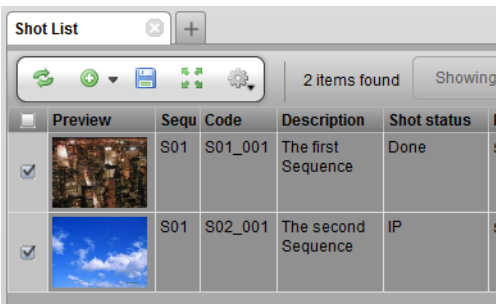 Shot List
2 items found Showing
Preview Sequ Code Description Shot status
S01 S01_001 The first Done
Sequence
S01 S02_001 The second IP
Sequence